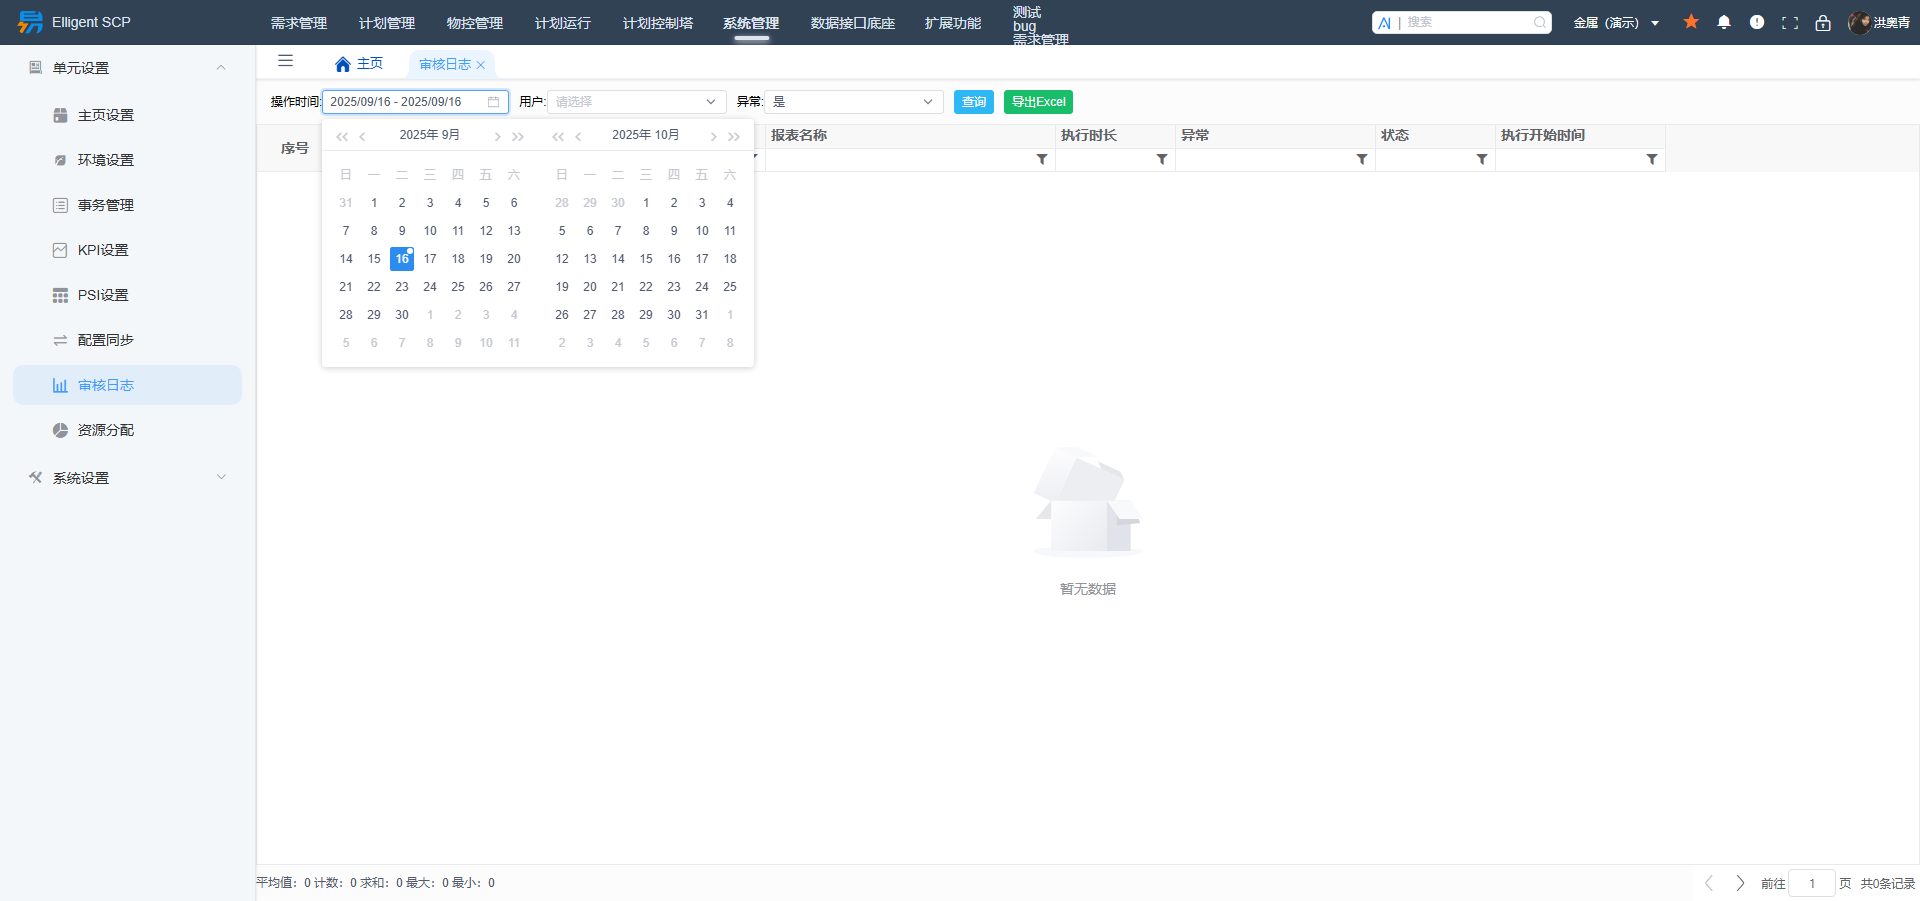 Elligent SCP
需求管理 计划管理 物控管理 计划运行 计划控制塔 系统管理 数据接口底座 扩展功能
测试
bug
需求管理
搜索
金属（演示）
洪奥青
单元设置
主页设置
环境设置
事务管理
KPI设置
PSI设置
配置同步
审核日志
资源分配
系统设置
主页 审核日志
操作时间: 2025/09/16 - 2025/09/16 用户: 请选择 异常: 是 查询 导出Excel
序号 报表名称 执行时长 异常 状态 执行开始时间
2025年 9月
日 一 二 三 四 五 六
31 1 2 3 4 5 6
7 8 9 10 11 12 13
14 15 16 17 18 19 20
21 22 23 24 25 26 27
28 29 30 1 2 3 4
5 6 7 8 9 10 11
2025年 10月
日 一 二 三 四 五 六
28 29 30 1 2 3 4
5 6 7 8 9 10 11
12 13 14 15 16 17 18
19 20 21 22 23 24 25
26 27 28 29 30 31 1
2 3 4 5 6 7 8
暂无数据
平均值：0 计数：0 求和：0 最大：0 最小：0
前往 1 页 共0条记录